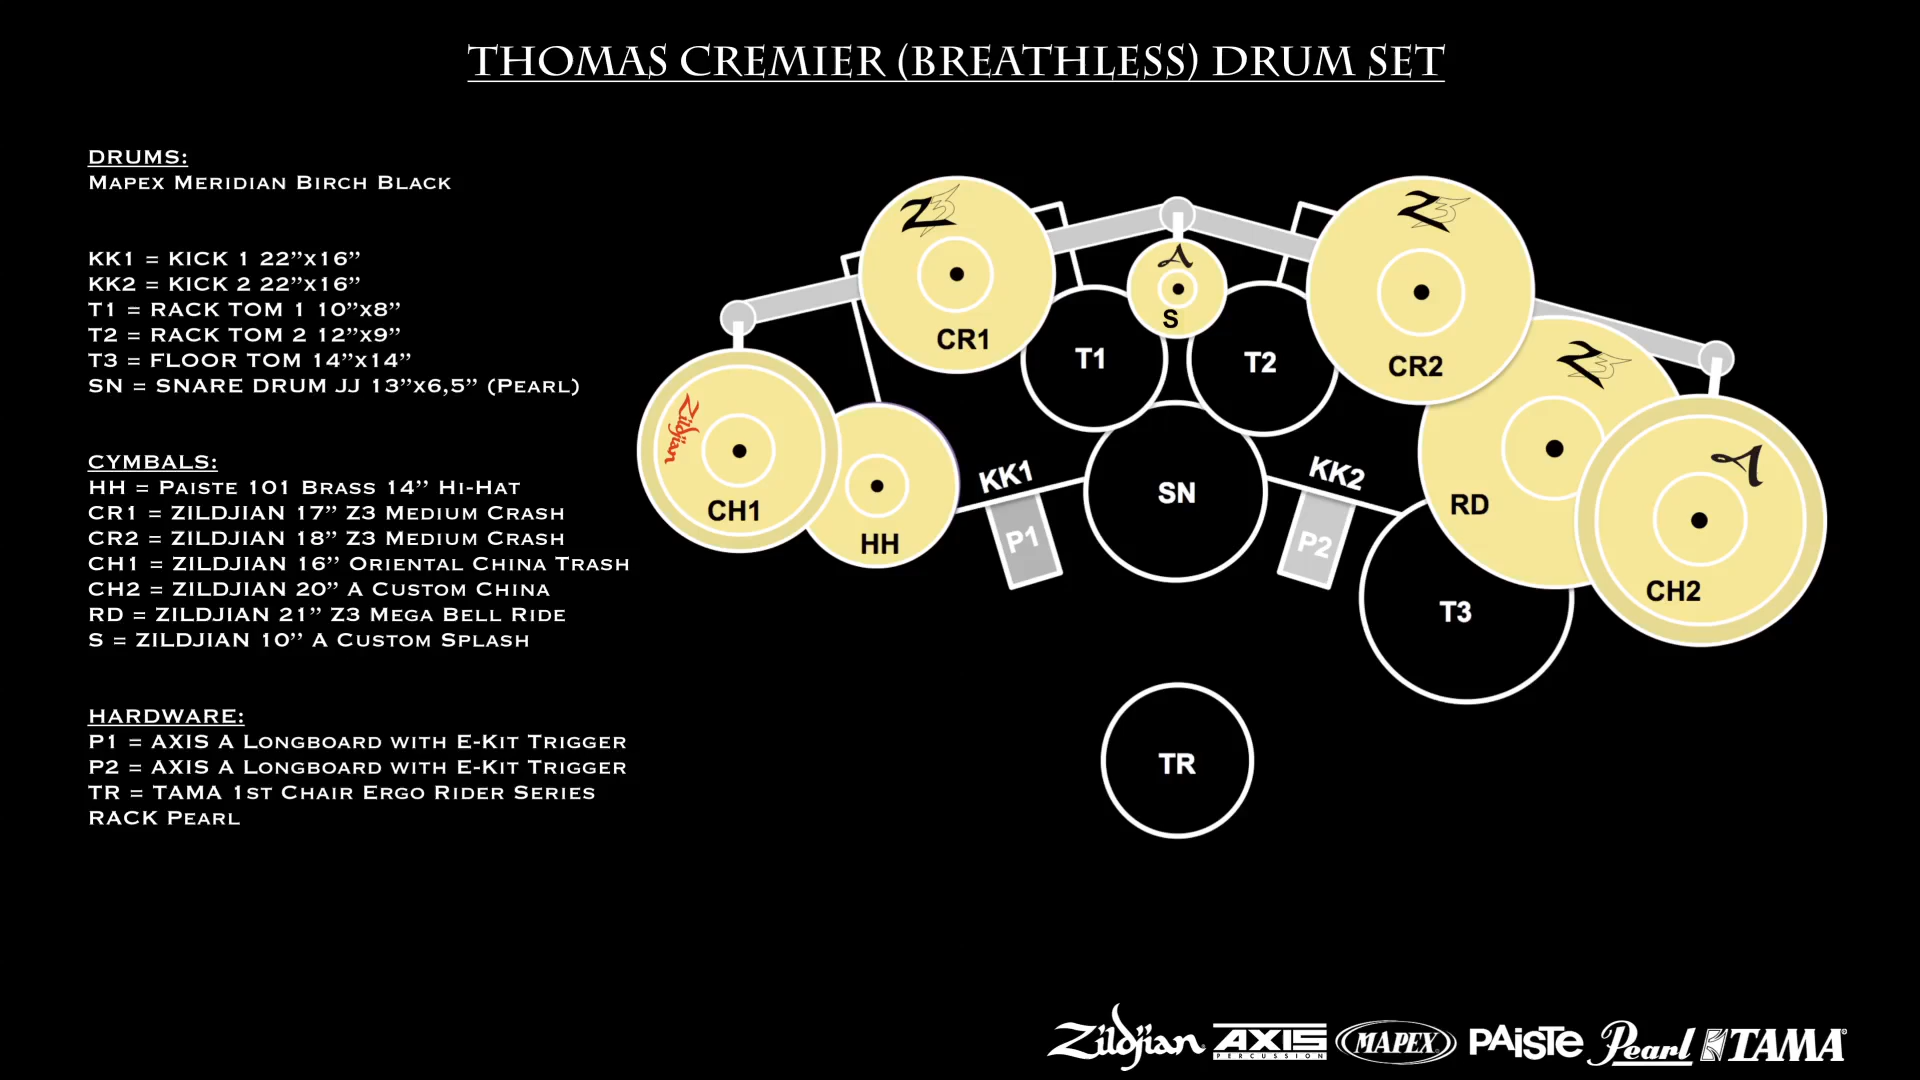 THOMAS CREMIER (BREATHLESS) DRUM SET
DRUMS:
MAPEX MERIDIAN BIRCH BLACK
KK1 = KICK 1 22”x16”
KK2 = KICK 2 22”x16”
T1 = RACK TOM 1 10”x8”
T2 = RACK TOM 2 12”x9”
T3 = FLOOR TOM 14”x14”
SN = SNARE DRUM JJ 13”x6,5” (PEARL)
CYMBALS:
HH = PAISTE 101 BRASS 14” HI-HAT
CR1 = ZILDJIAN 17” Z3 MEDIUM CRASH
CR2 = ZILDJIAN 18” Z3 MEDIUM CRASH
CH1 = ZILDJIAN 16” ORIENTAL CHINA TRASH
CH2 = ZILDJIAN 20” A CUSTOM CHINA
RD = ZILDJIAN 21” Z3 MEGA BELL RIDE
S = ZILDJIAN 10” A CUSTOM SPLASH
HARDWARE:
P1 = AXIS A LONGBOARD WITH E-KIT TRIGGER
P2 = AXIS A LONGBOARD WITH E-KIT TRIGGER
TR = TAMA 1ST CHAIR ERGO RIDER SERIES
RACK PEARL
Z3
CR1
A
S
Z3
CR2
T1
T2
Z3
RD
Zildjian
CH1
HH
KK1
P1
SN
KK2
P2
A
CH2
T3
TR
Zildjian
AXIS
PERCUSSION
MAPEX
PAiSTe
Pearl
TAMA